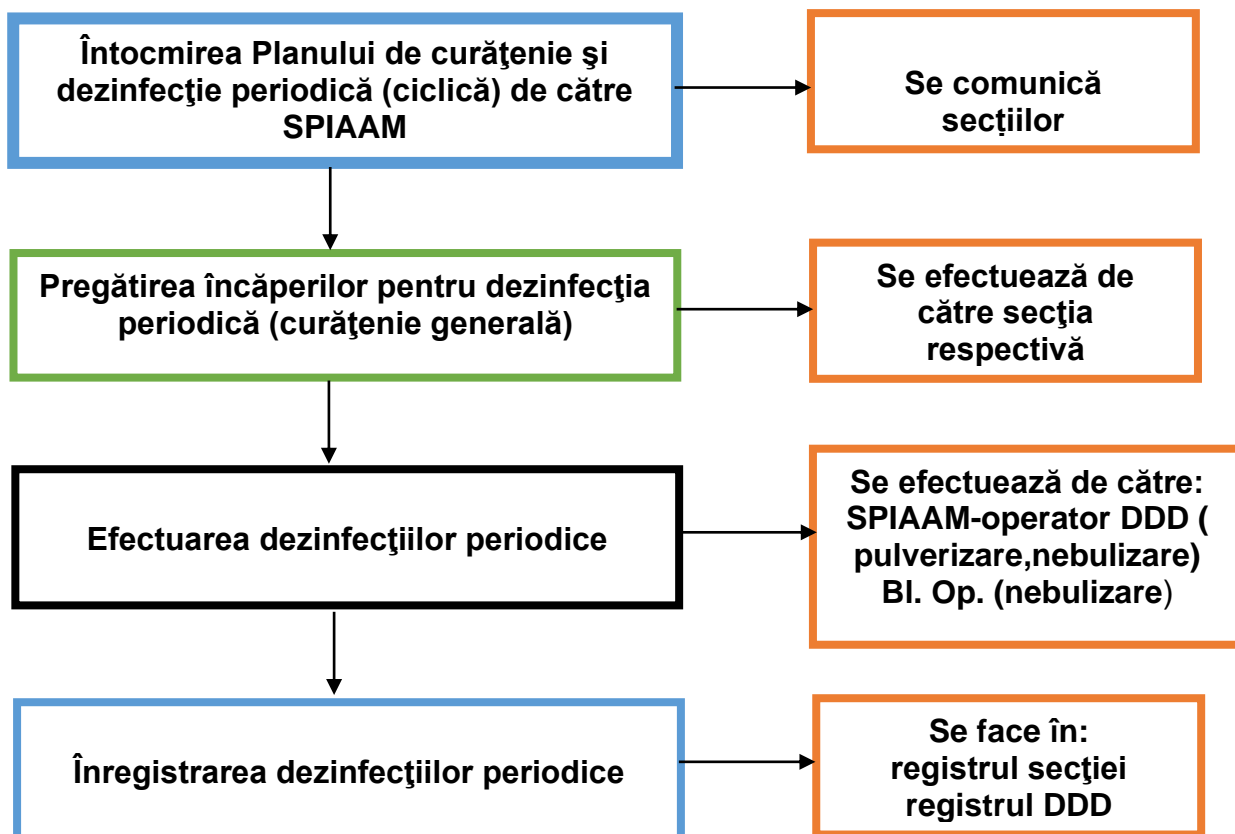 Întocmirea Planului de curăţenie şi
dezinfecţie periodică (ciclică) de către
SPIAAM
Se comunică
secțiilor
Pregătirea încăperilor pentru dezinfecţia
periodică (curăţenie generală)
Se efectuează de
către secţia
respectivă
Efectuarea dezinfecţiilor periodice
Se efectuează de către:
SPIAAM-operator DDD (
pulverizare,nebulizare)
Bl. Op. (nebulizare)
Înregistrarea dezinfecţiilor periodice
Se face în:
registrul secţiei
registrul DDD